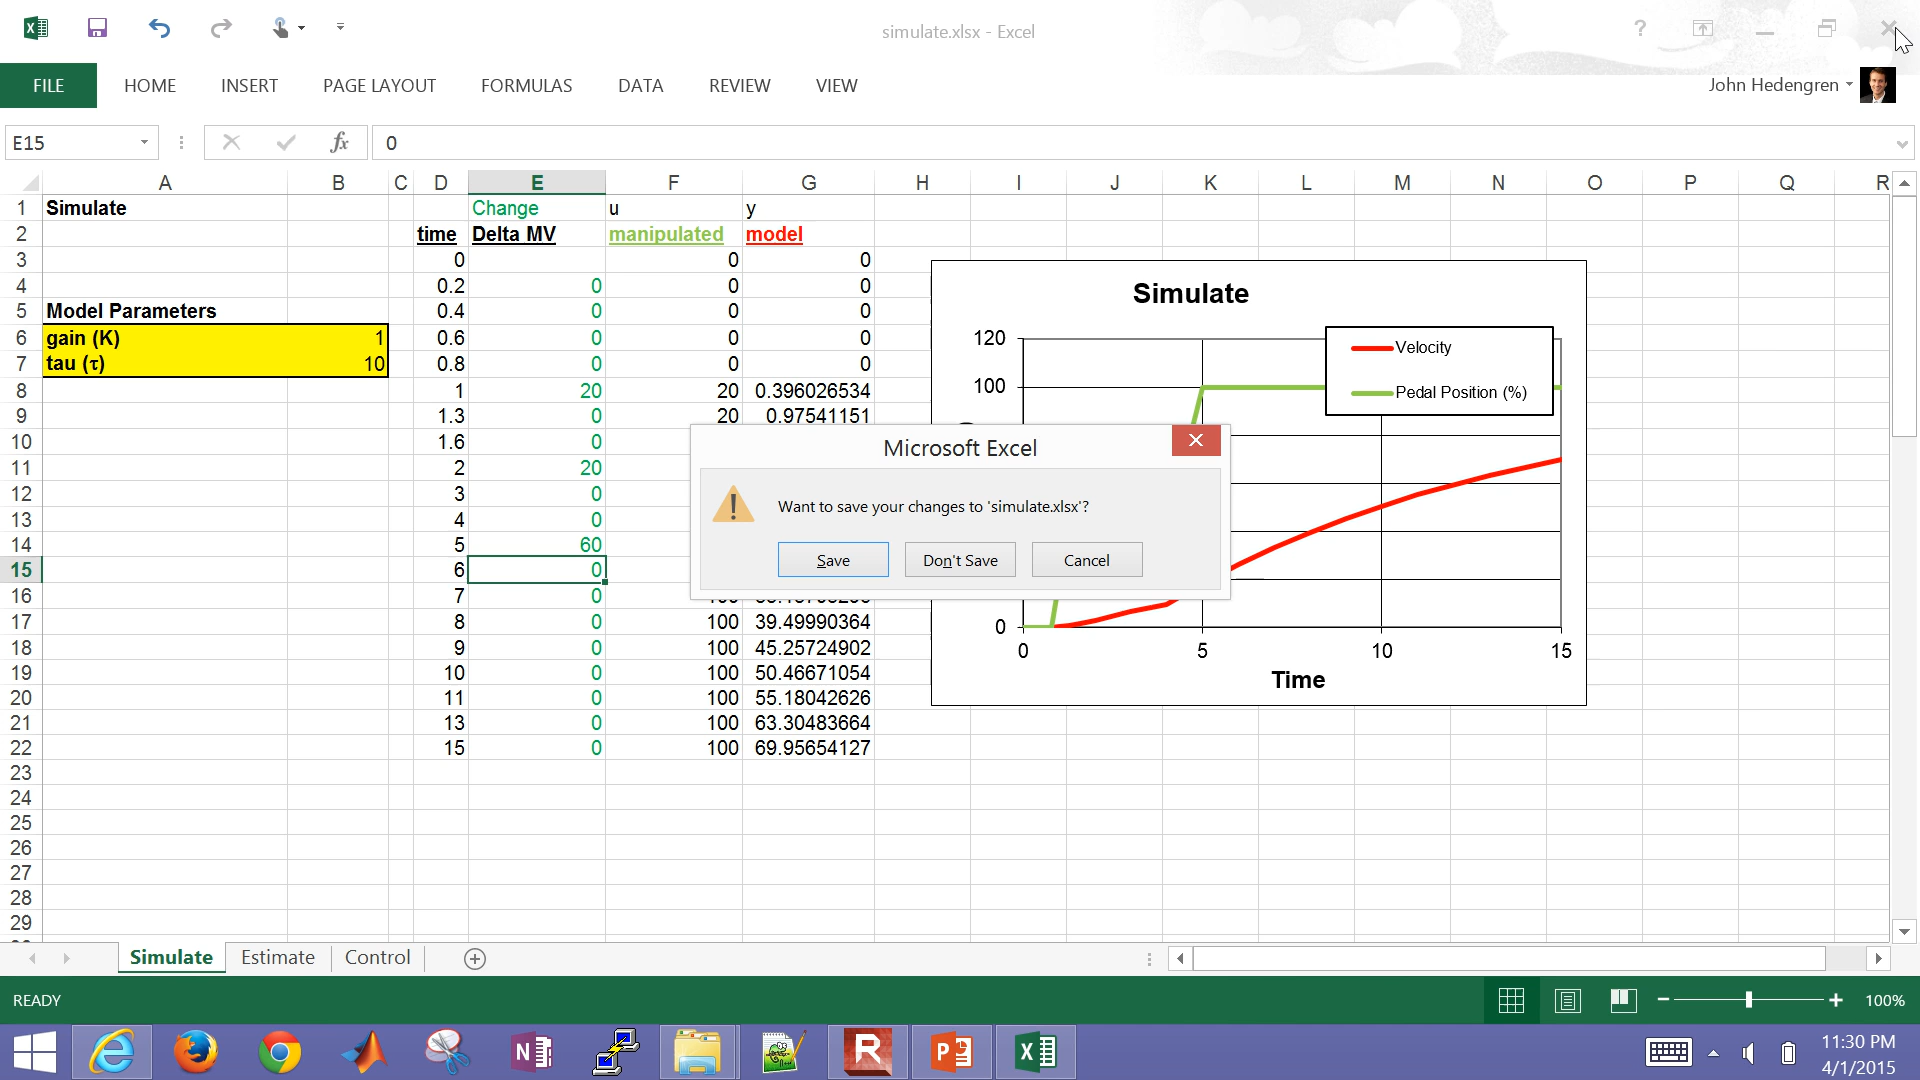 simulate.xlsx - Excel
?
FILE HOME INSERT PAGE LAYOUT FORMULAS DATA REVIEW VIEW
John Hedengren
E15 fx 0
A B C D E F G H I J K L M N O P Q R
1 Simulate Change u y
2 time Delta MV manipulated model
3 0 0 0
4 0.2 0 0 0
5 Model Parameters 0.4 0 0 0
6 gain (K) 1 0.6 0 0 0
7 tau (τ) 10 0.8 0 0 0
8 1 20 20 0.396026534
9 1.3 0 20 0.97541151
10 1.6 0
11 2 20
12 3 0
13 4 0
14 5 60
15 6 0
16 7 0
17 8 0 100 39.49990364
18 9 0 100 45.25724902
19 10 0 100 50.46671054
20 11 0 100 55.18042626
21 13 0 100 63.30483664
22 15 0 100 69.95654127
23
24
25
26
27
28
29
Simulate
120
100
0
0 5 10 15
Time
Velocity
Pedal Position (%)
Microsoft Excel
Want to save your changes to 'simulate.xlsx'?
Save Don't Save Cancel
Simulate Estimate Control
READY
100%
N
R
P
X
11:30 PM
4/1/2015